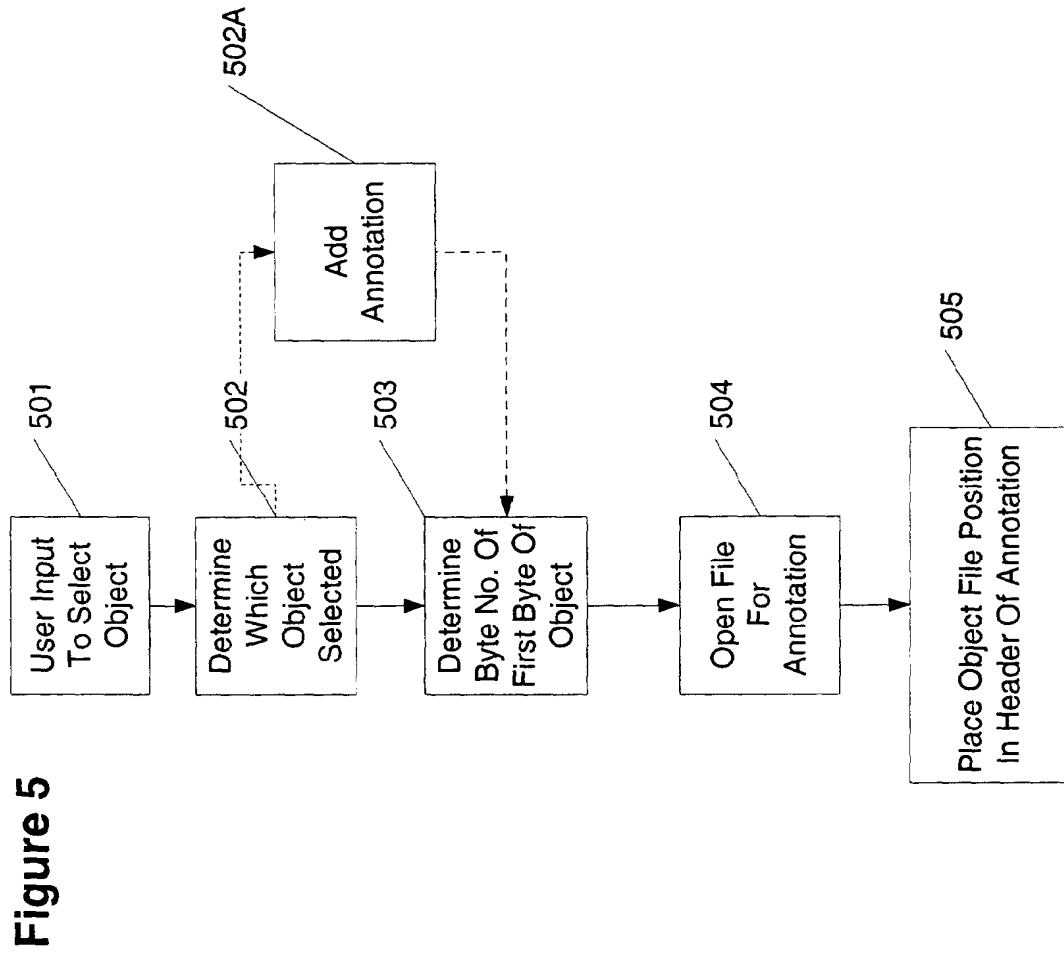 Figure 5
User Input
To Select
Object
501
Determine
Which
Object
Selected
502
Add
Annotation
502A
Determine
Byte No. Of
First Byte Of
Object
503
Open File
For
Annotation
504
Place Object File Position
In Header Of Annotation
505